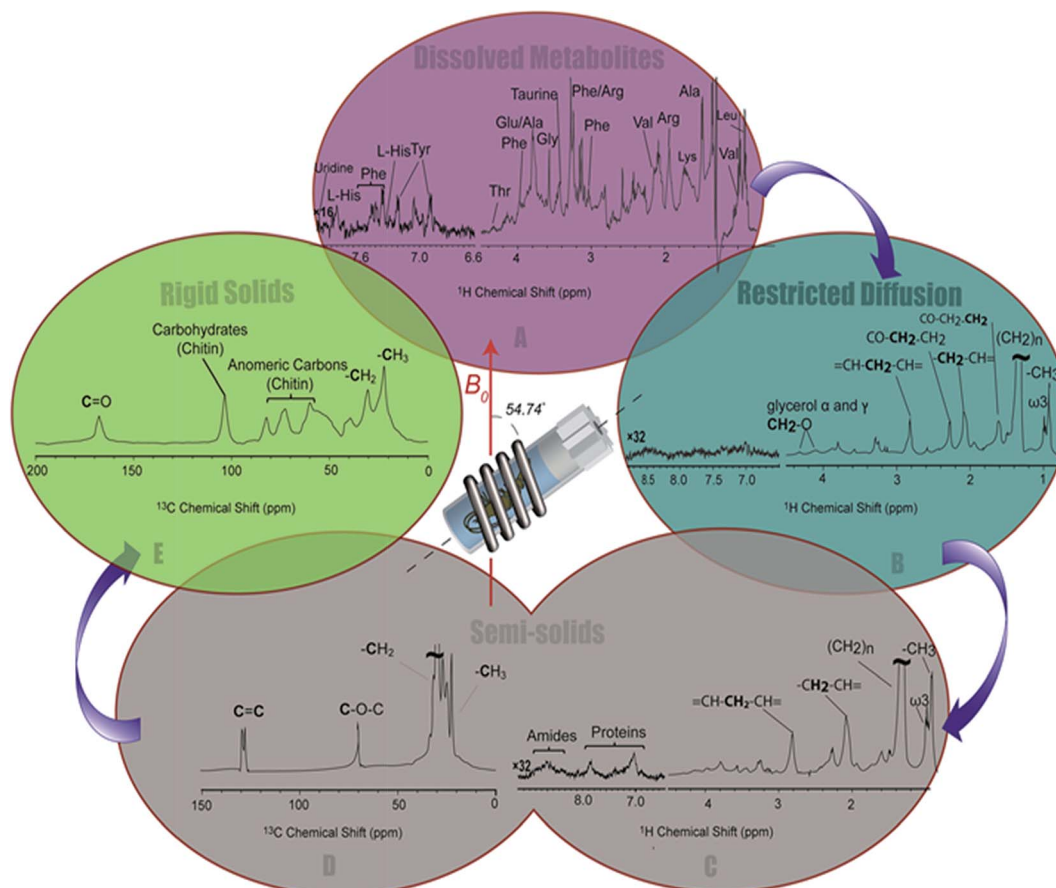 Dissolved Metabolites
Taurine
Phe/Arg
Ala
Glu/Ala
Phe
Gly
Phe
Val
Arg
Leu
Lys
Val
Thr
L-His
Tyr
Uridine
Phe
L-His
×16
7.6
7.0
6.6
4
3
2
¹H Chemical Shift (ppm)
A
Rigid Solids
Carbohydrates
(Chitin)
Anomeric Carbons
(Chitin)
-CH₂
-CH₃
C=O
200
100
0
¹³C Chemical Shift (ppm)
E
B₀
54.74°
Restricted Diffusion
CO-CH₂-CH2
CO-CH2-CH₂
(CH₂)n
-CH2-CH=
=CH-CH2-CH=
-CH₃
ω3
glycerol α and γ
CH2-O
×32
8.5
8.0
7.5
7.0
4
3
2
1
¹H Chemical Shift (ppm)
B
Semi-solids
-CH₂
-CH₃
C=C
C-O-C
150
100
50
0
¹³C Chemical Shift (ppm)
D
(CH2)n
-CH3
-CH2-CH=
=CH-CH₂-CH=
ω3
Amides
Proteins
×32
8.0
7.0
4
3
2
¹H Chemical Shift (ppm)
C